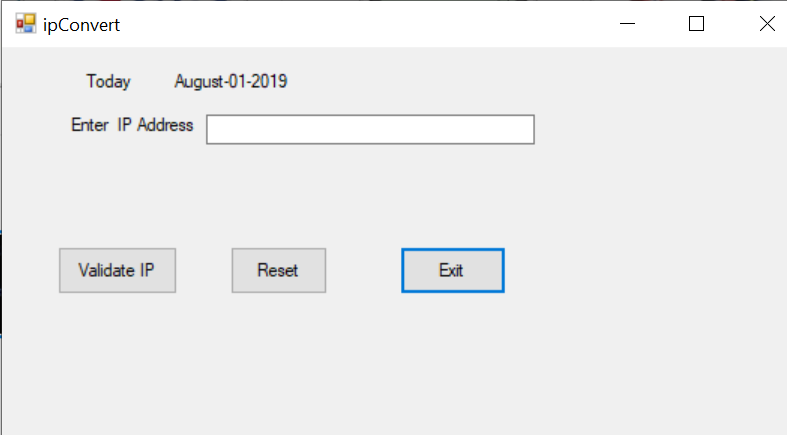 ipConvert
Today August-01-2019
Enter IP Address
Validate IP Reset Exit